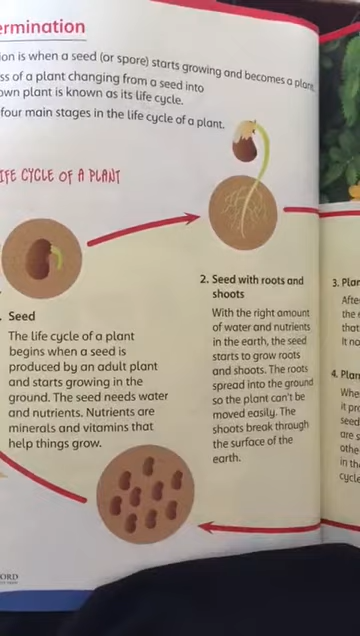 ermination
ion is when a seed (or spore) starts growing and becomes a plant.
ss of a plant changing from a seed into
own plant is known as its life cycle.
four main stages in the life cycle of a plant.
IFE CYCLE OF A PLANT
Seed
The life cycle of a plant
begins when a seed is
produced by an adult plant
and starts growing in the
ground. The seed needs water
and nutrients. Nutrients are
minerals and vitamins that
help things grow.
2. Seed with roots and
shoots
With the right amount
of water and nutrients
in the earth, the seed
starts to grow roots
and shoots. The roots
spread into the ground
so the plant can't be
moved easily. The
shoots break through
the surface of the
earth.
3. Plan
Afte
the
that
It no
4. Plan
Whe
it pr
seed
are s
othe
in th
cycle
ORD